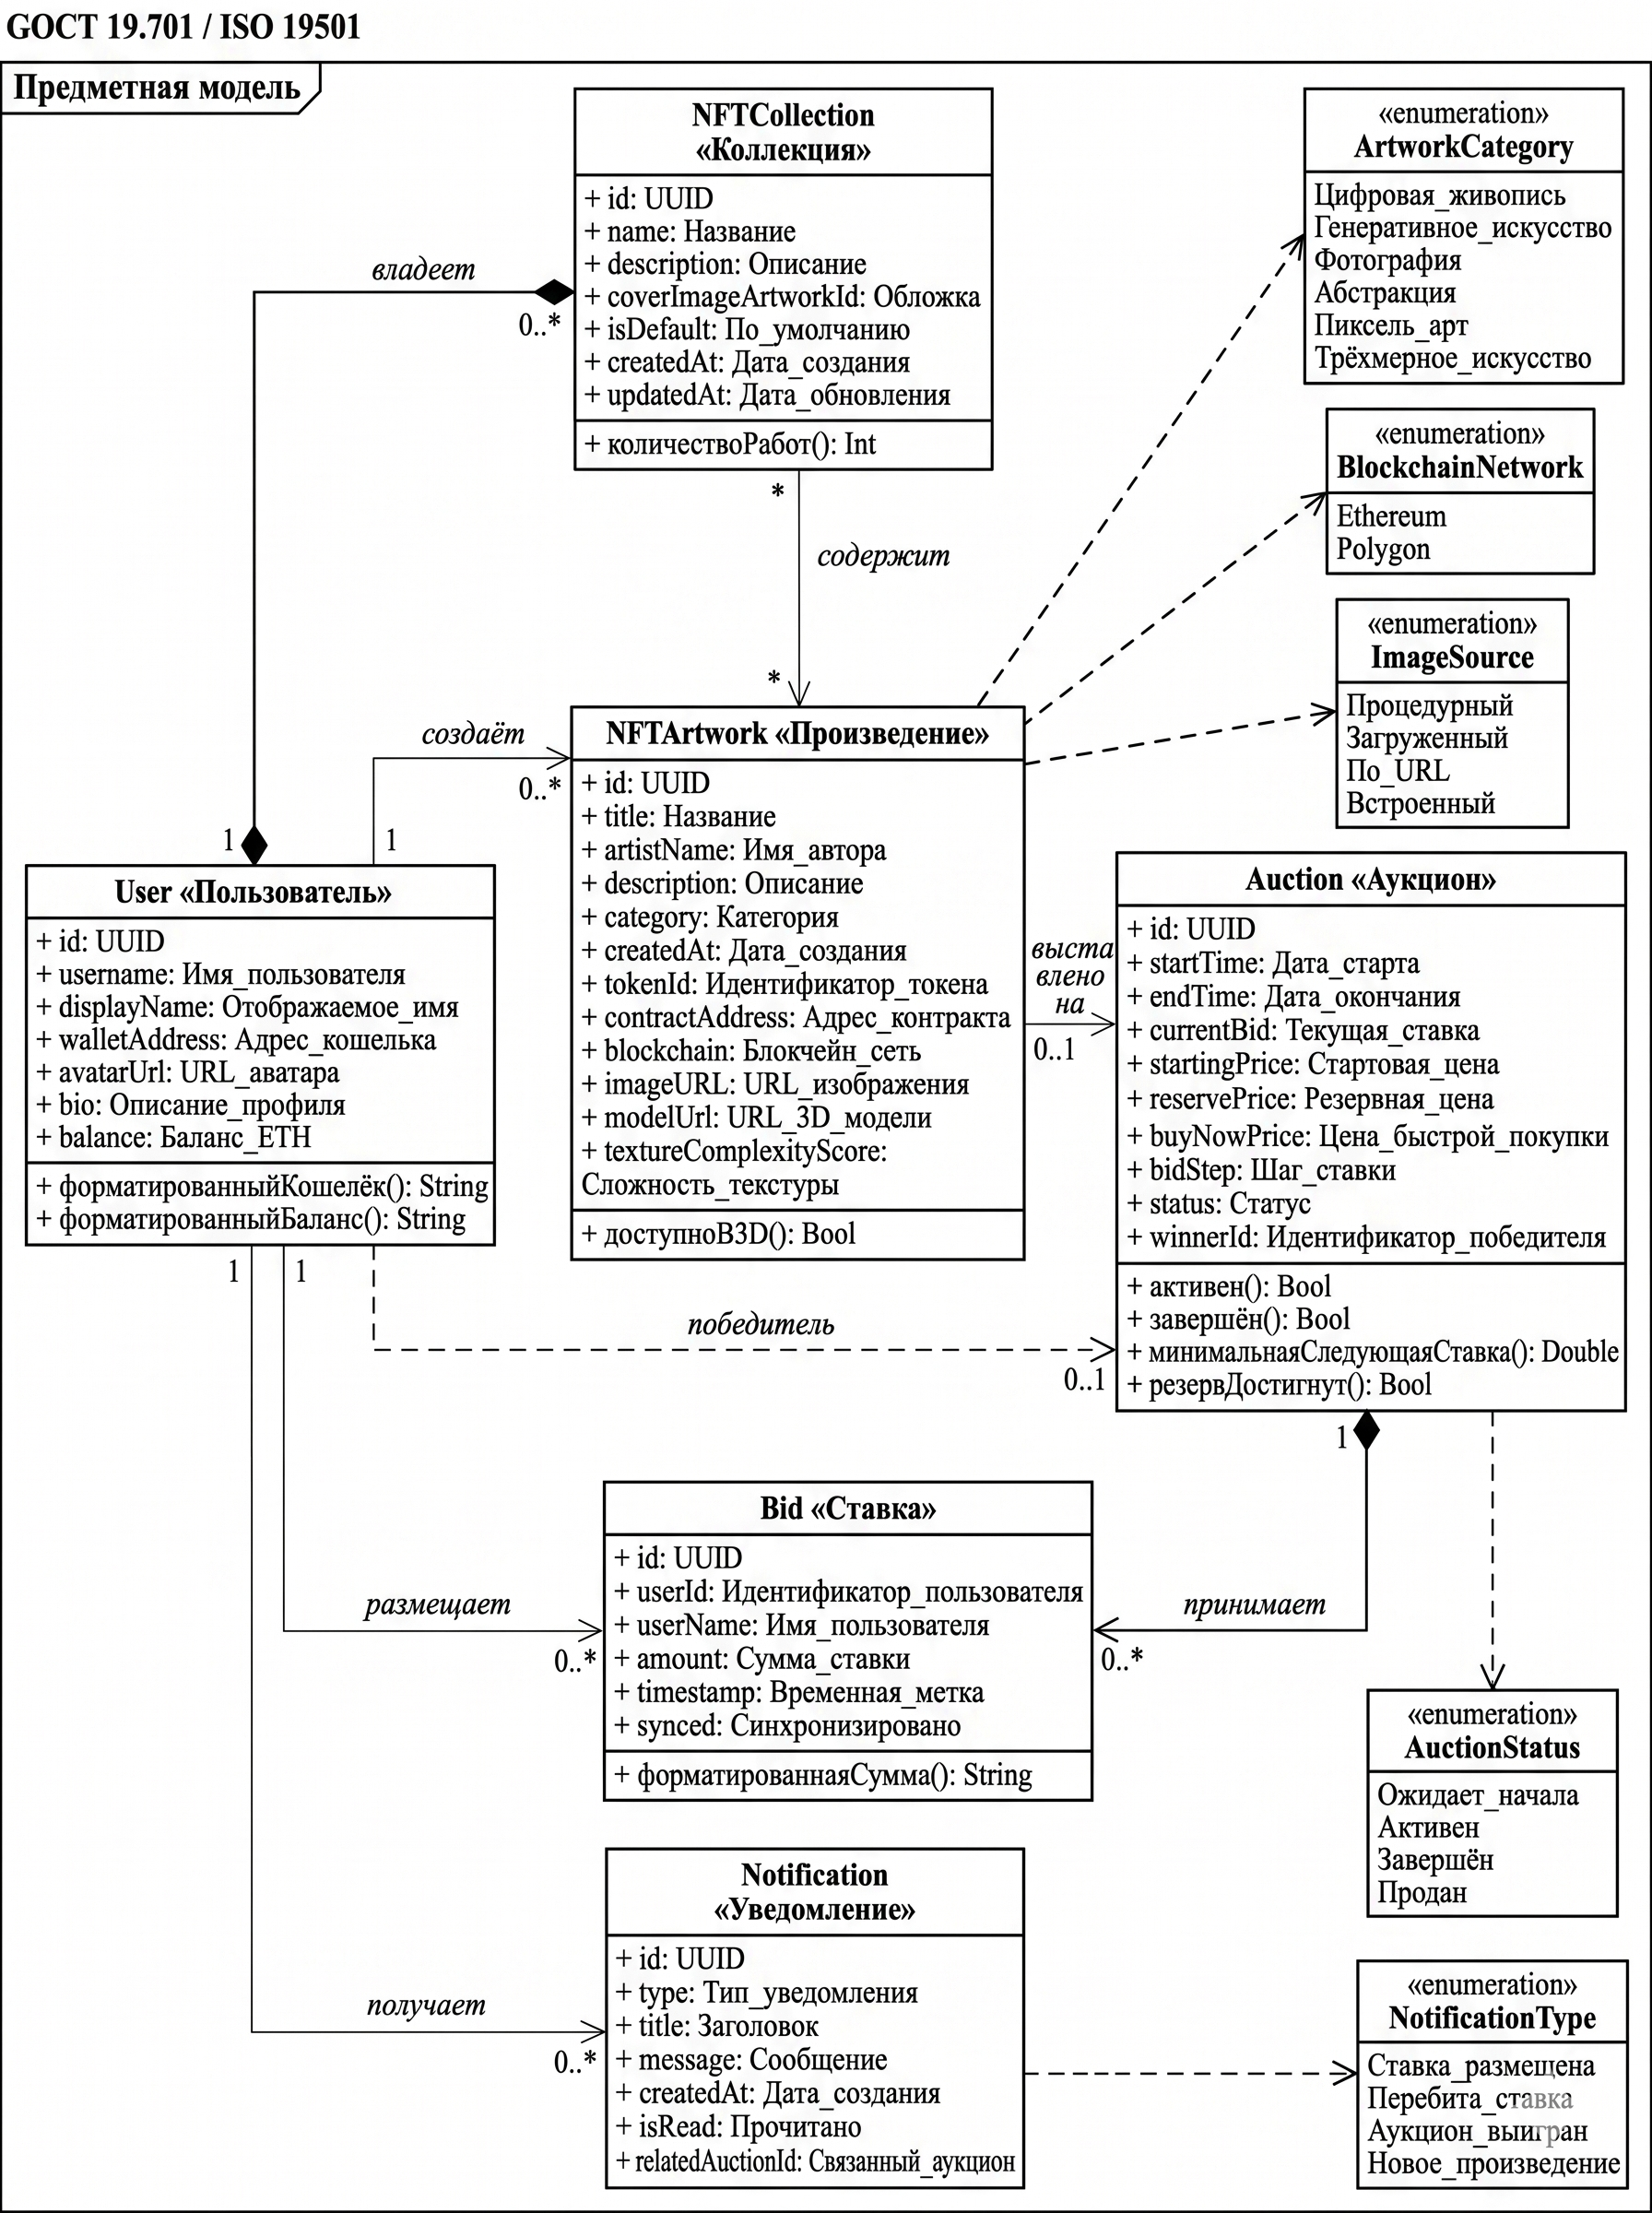 GOCT 19.701 / ISO 19501
Предметная модель
NFTCollection
«Коллекция»
+ id: UUID
+ name: Название
+ description: Описание
+ coverImageArtworkId: Обложка
+ isDefault: По_умолчанию
+ createdAt: Дата_создания
+ updatedAt: Дата_обновления
+ количествоРабот(): Int
«enumeration»
ArtworkCategory
Цифровая_живопись
Генеративное_искусство
Фотография
Абстракция
Пиксель_арт
Трёхмерное_искусство
«enumeration»
BlockchainNetwork
Ethereum
Polygon
«enumeration»
ImageSource
Процедурный
Загруженный
По_URL
Встроенный
владеет
0..*
1
*
содержит
*
создаёт
0..*
1
NFTArtwork «Произведение»
+ id: UUID
+ title: Название
+ artistName: Имя_автора
+ description: Описание
+ category: Категория
+ createdAt: Дата_создания
+ tokenId: Идентификатор_токена
+ contractAddress: Адрес_контракта
+ blockchain: Блокчейн_сеть
+ imageURL: URL_изображения
+ modelUrl: URL_3D_модели
+ textureComplexityScore:
Сложность_текстуры
+ доступноВ3D(): Bool
User «Пользователь»
+ id: UUID
+ username: Имя_пользователя
+ displayName: Отображаемое_имя
+ walletAddress: Адрес_кошелька
+ avatarUrl: URL_аватара
+ bio: Описание_профиля
+ balance: Баланс_ETH
+ форматированныйКошелёк(): String
+ форматированныйБаланс(): String
выста
влено
на
0..1
Auction «Аукцион»
+ id: UUID
+ startTime: Дата_старта
+ endTime: Дата_окончания
+ currentBid: Текущая_ставка
+ startingPrice: Стартовая_цена
+ reservePrice: Резервная_цена
+ buyNowPrice: Цена_быстрой_покупки
+ bidStep: Шаг_ставки
+ status: Статус
+ winnerId: Идентификатор_победителя
+ активен(): Bool
+ завершён(): Bool
+ минимальнаяСледующаяСтавка(): Double
+ резервДостигнут(): Bool
1
1
победитель
0..1
1
Bid «Ставка»
+ id: UUID
+ userId: Идентификатор_пользователя
+ userName: Имя_пользователя
+ amount: Сумма_ставки
+ timestamp: Временная_метка
+ synced: Синхронизировано
+ форматированнаяСумма(): String
размещает
0..*
принимает
0..*
«enumeration»
AuctionStatus
Ожидает_начала
Активен
Завершён
Продан
Notification
«Уведомление»
+ id: UUID
+ type: Тип_уведомления
+ title: Заголовок
+ message: Сообщение
+ createdAt: Дата_создания
+ isRead: Прочитано
+ relatedAuctionId: Связанный_аукцион
получает
0..*
«enumeration»
NotificationType
Ставка_размещена
Перебита_ставка
Аукцион_выигран
Новое_произведение